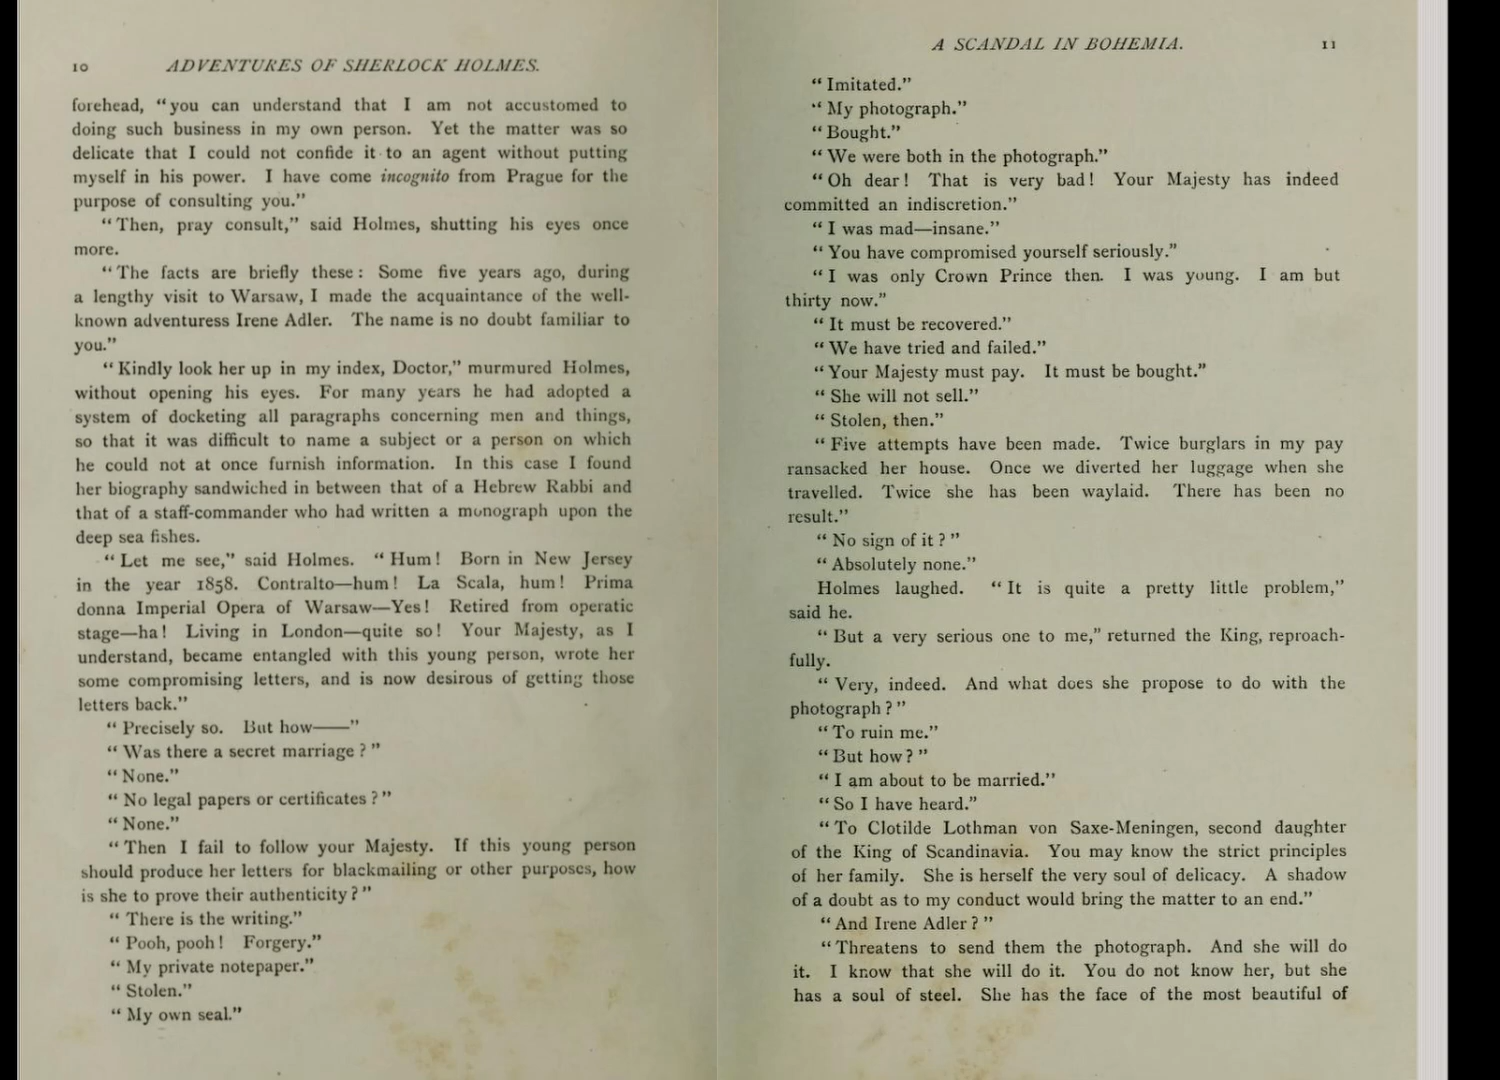 10 ADVENTURES OF SHERLOCK HOLMES.
forehead, “you can understand that I am not accustomed to
doing such business in my own person. Yet the matter was so
delicate that I could not confide it to an agent without putting
myself in his power. I have come incognito from Prague for the
purpose of consulting you.”
“Then, pray consult,” said Holmes, shutting his eyes once
more.
“The facts are briefly these: Some five years ago, during
a lengthy visit to Warsaw, I made the acquaintance of the well-
known adventuress Irene Adler. The name is no doubt familiar to
you.”
“Kindly look her up in my index, Doctor,” murmured Holmes,
without opening his eyes. For many years he had adopted a
system of docketing all paragraphs concerning men and things,
so that it was difficult to name a subject or a person on which
he could not at once furnish information. In this case I found
her biography sandwiched in between that of a Hebrew Rabbi and
that of a staff-commander who had written a monograph upon the
deep sea fishes.
“Let me see,” said Holmes. “Hum! Born in New Jersey
in the year 1858. Contralto—hum! La Scala, hum! Prima
donna Imperial Opera of Warsaw—Yes! Retired from operatic
stage—ha! Living in London—quite so! Your Majesty, as I
understand, became entangled with this young person, wrote her
some compromising letters, and is now desirous of getting those
letters back.”
“Precisely so. But how——”
“Was there a secret marriage?”
“None.”
“No legal papers or certificates?”
“None.”
“Then I fail to follow your Majesty. If this young person
should produce her letters for blackmailing or other purposes, how
is she to prove their authenticity?”
“There is the writing.”
“Pooh, pooh! Forgery.”
“My private notepaper.”
“Stolen.”
“My own seal.”
A SCANDAL IN BOHEMIA. 11
“Imitated.”
“My photograph.”
“Bought.”
“We were both in the photograph.”
“Oh dear! That is very bad! Your Majesty has indeed
committed an indiscretion.”
“I was mad—insane.”
“You have compromised yourself seriously.”
“I was only Crown Prince then. I was young. I am but
thirty now.”
“It must be recovered.”
“We have tried and failed.”
“Your Majesty must pay. It must be bought.”
“She will not sell.”
“Stolen, then.”
“Five attempts have been made. Twice burglars in my pay
ransacked her house. Once we diverted her luggage when she
travelled. Twice she has been waylaid. There has been no
result.”
“No sign of it?”
“Absolutely none.”
Holmes laughed. “It is quite a pretty little problem,”
said he.
“But a very serious one to me,” returned the King, reproach-
fully.
“Very, indeed. And what does she propose to do with the
photograph?”
“To ruin me.”
“But how?”
“I am about to be married.”
“So I have heard.”
“To Clotilde Lothman von Saxe-Meningen, second daughter
of the King of Scandinavia. You may know the strict principles
of her family. She is herself the very soul of delicacy. A shadow
of a doubt as to my conduct would bring the matter to an end.”
“And Irene Adler?”
“Threatens to send them the photograph. And she will do
it. I know that she will do it. You do not know her, but she
has a soul of steel. She has the face of the most beautiful of